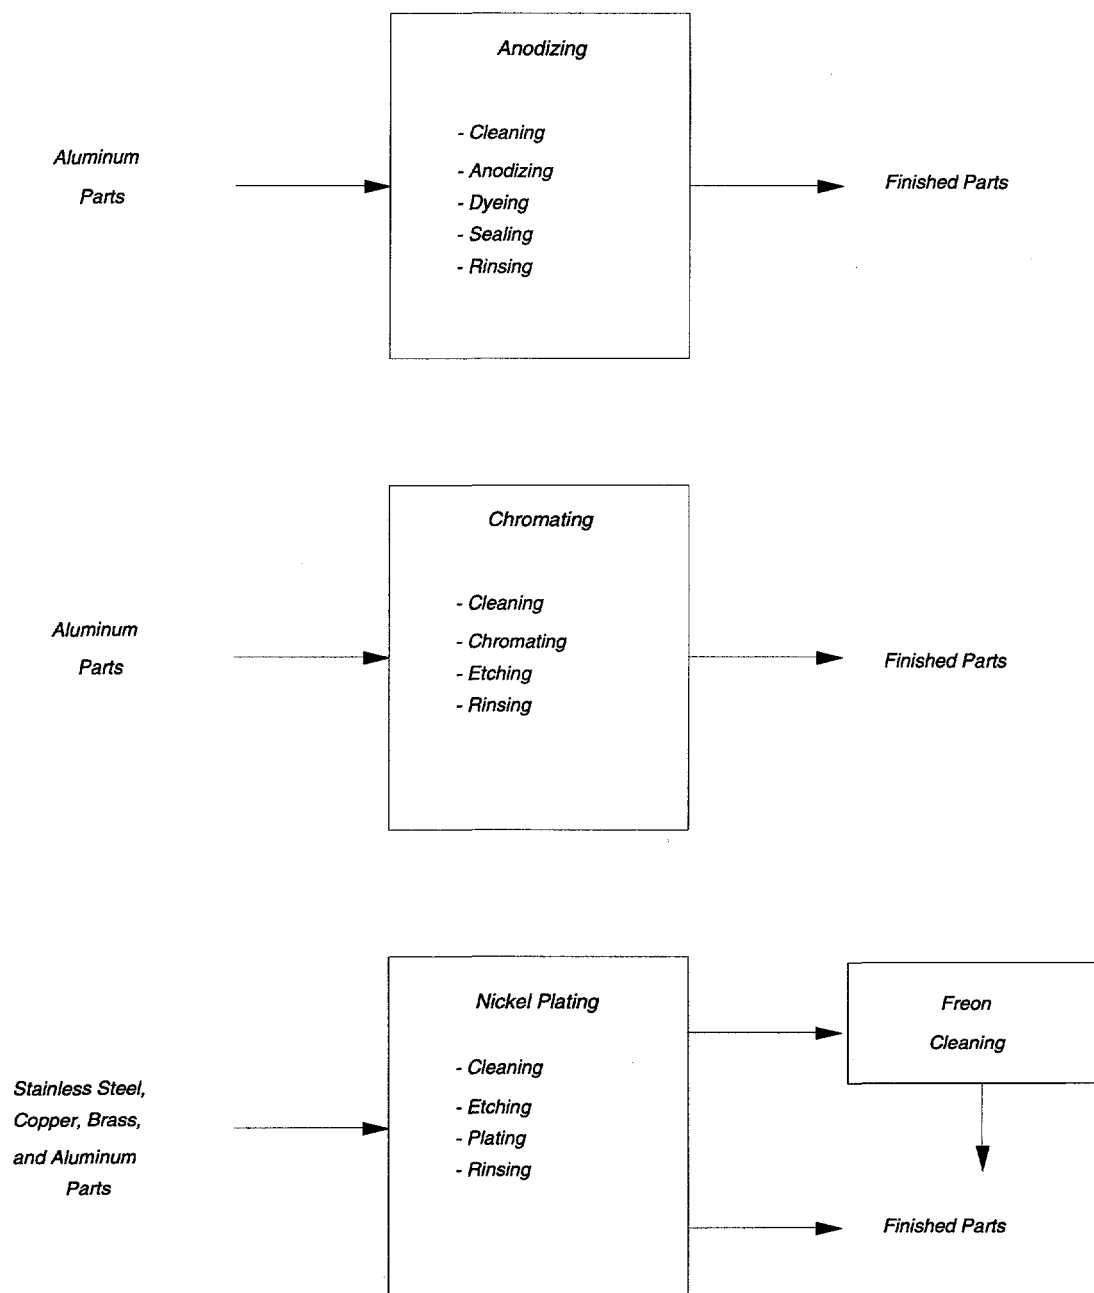 Anodizing
Aluminum
Parts
- Cleaning
- Anodizing
- Dyeing
- Sealing
- Rinsing
Finished Parts
Chromating
Aluminum
Parts
- Cleaning
- Chromating
- Etching
- Rinsing
Finished Parts
Nickel Plating
Stainless Steel,
Copper, Brass,
and Aluminum
Parts
- Cleaning
- Etching
- Plating
- Rinsing
Freon
Cleaning
Finished Parts